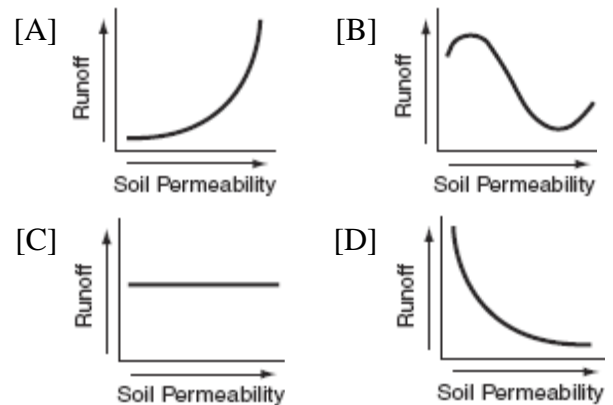 [A]
Runoff
Soil Permeability
[B]
Runoff
Soil Permeability
[C]
Runoff
Soil Permeability
[D]
Runoff
Soil Permeability